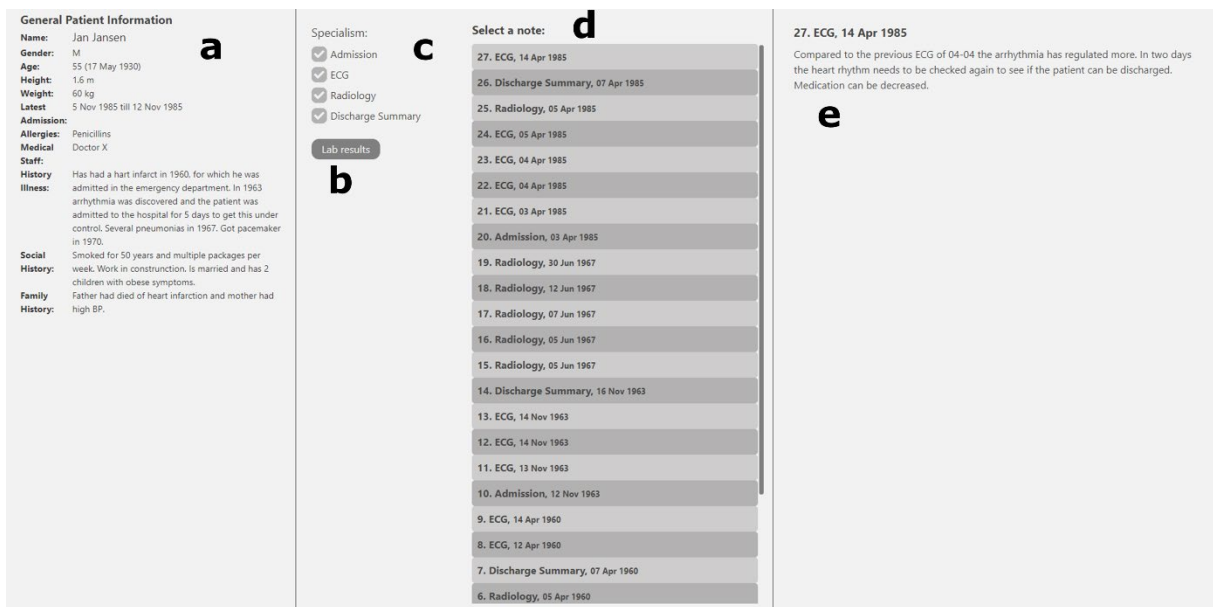 General Patient Information
Name: Jan Jansen
Gender: M
Age: 55 (17 May 1930)
Height: 1.6 m
Weight: 60 kg
Latest 5 Nov 1985 till 12 Nov 1985
Admission:
Allergies: Penicillins
Medical Doctor X
Staff:
History Has had a hart infarct in 1960, for which he was
Illness: admitted in the emergency department. In 1963
arrhythmia was discovered and the patient was
admitted to the hospital for 5 days to get this under
control. Several pneumonias in 1967. Got pacemaker
in 1970.
Social Smoked for 50 years and multiple packages per
History: week. Work in construnction. Is married and has 2
children with obese symptoms.
Family Father had died of heart infarction and mother had
History: high BP.
a
Specialism:
Admission
ECG
Radiology
Discharge Summary
c
Lab results
b
Select a note:
d
27. ECG, 14 Apr 1985
26. Discharge Summary, 07 Apr 1985
25. Radiology, 05 Apr 1985
24. ECG, 05 Apr 1985
23. ECG, 04 Apr 1985
22. ECG, 04 Apr 1985
21. ECG, 03 Apr 1985
20. Admission, 03 Apr 1985
19. Radiology, 30 Jun 1967
18. Radiology, 12 Jun 1967
17. Radiology, 07 Jun 1967
16. Radiology, 05 Jun 1967
15. Radiology, 05 Jun 1967
14. Discharge Summary, 16 Nov 1963
13. ECG, 14 Nov 1963
12. ECG, 14 Nov 1963
11. ECG, 13 Nov 1963
10. Admission, 12 Nov 1963
9. ECG, 14 Apr 1960
8. ECG, 12 Apr 1960
7. Discharge Summary, 07 Apr 1960
6. Radiology, 05 Apr 1960
27. ECG, 14 Apr 1985
Compared to the previous ECG of 04-04 the arrhythmia has regulated more. In two days
the heart rhythm needs to be checked again to see if the patient can be discharged.
Medication can be decreased.
e